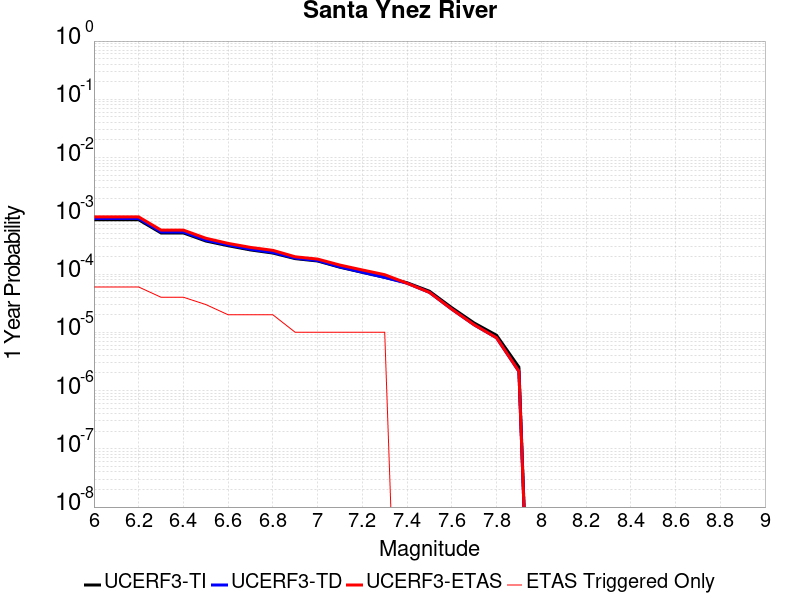 Santa Ynez River
10^0
10^-1
10^-2
10^-3
10^-4
10^-5
10^-6
10^-7
10^-8
1 Year Probability
6 6.2 6.4 6.6 6.8 7 7.2 7.4 7.6 7.8 8 8.2 8.4 8.6 8.8 9
Magnitude
UCERF3-TI UCERF3-TD UCERF3-ETAS ETAS Triggered Only